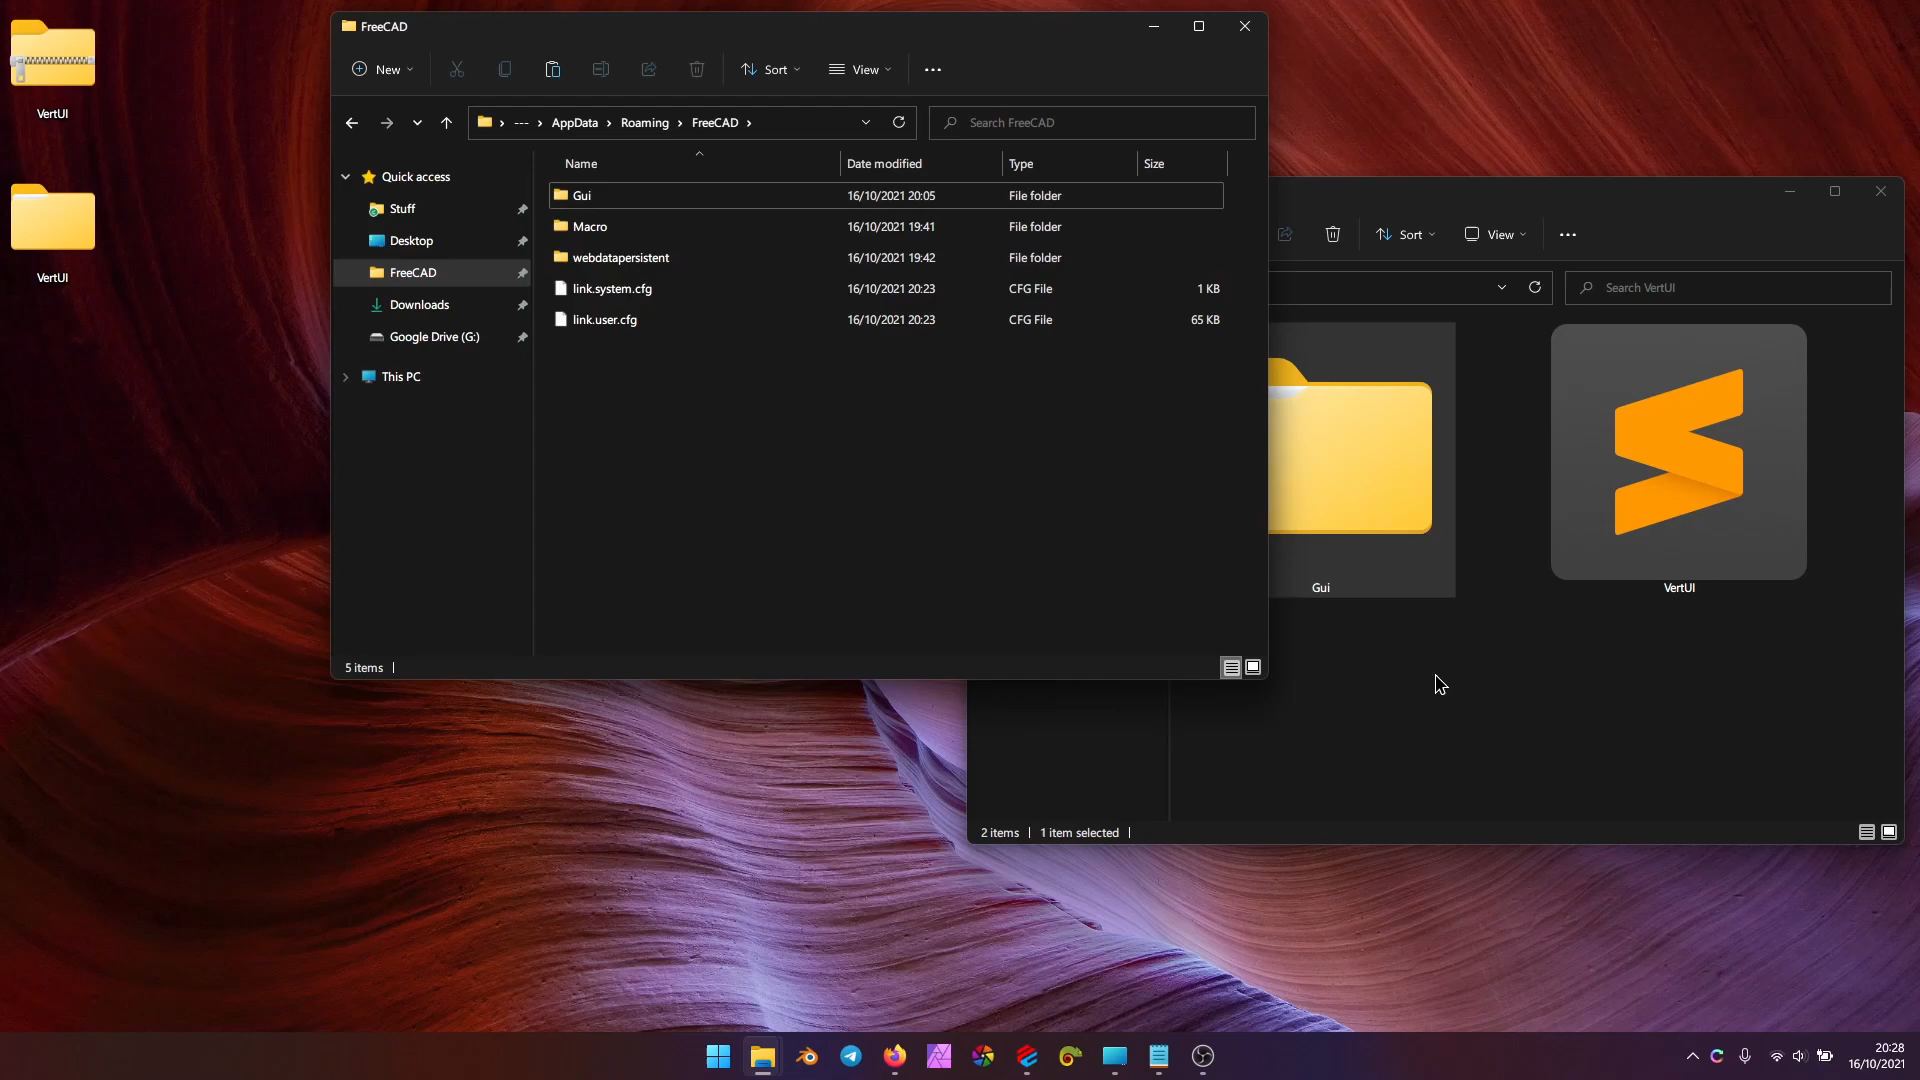 VertUI
VertUI
FreeCAD
New
Sort
View
--- AppData Roaming FreeCAD
Search FreeCAD
Quick access
Stuff
Desktop
FreeCAD
Downloads
Google Drive (G:)
This PC
Name Date modified Type Size
Gui 16/10/2021 20:05 File folder
Macro 16/10/2021 19:41 File folder
webdatapersistent 16/10/2021 19:42 File folder
link.system.cfg 16/10/2021 20:23 CFG File 1 KB
link.user.cfg 16/10/2021 20:23 CFG File 65 KB
5 items
Sort
View
Search VertUI
Gui
VertUI
2 items 1 item selected
20:28
16/10/2021